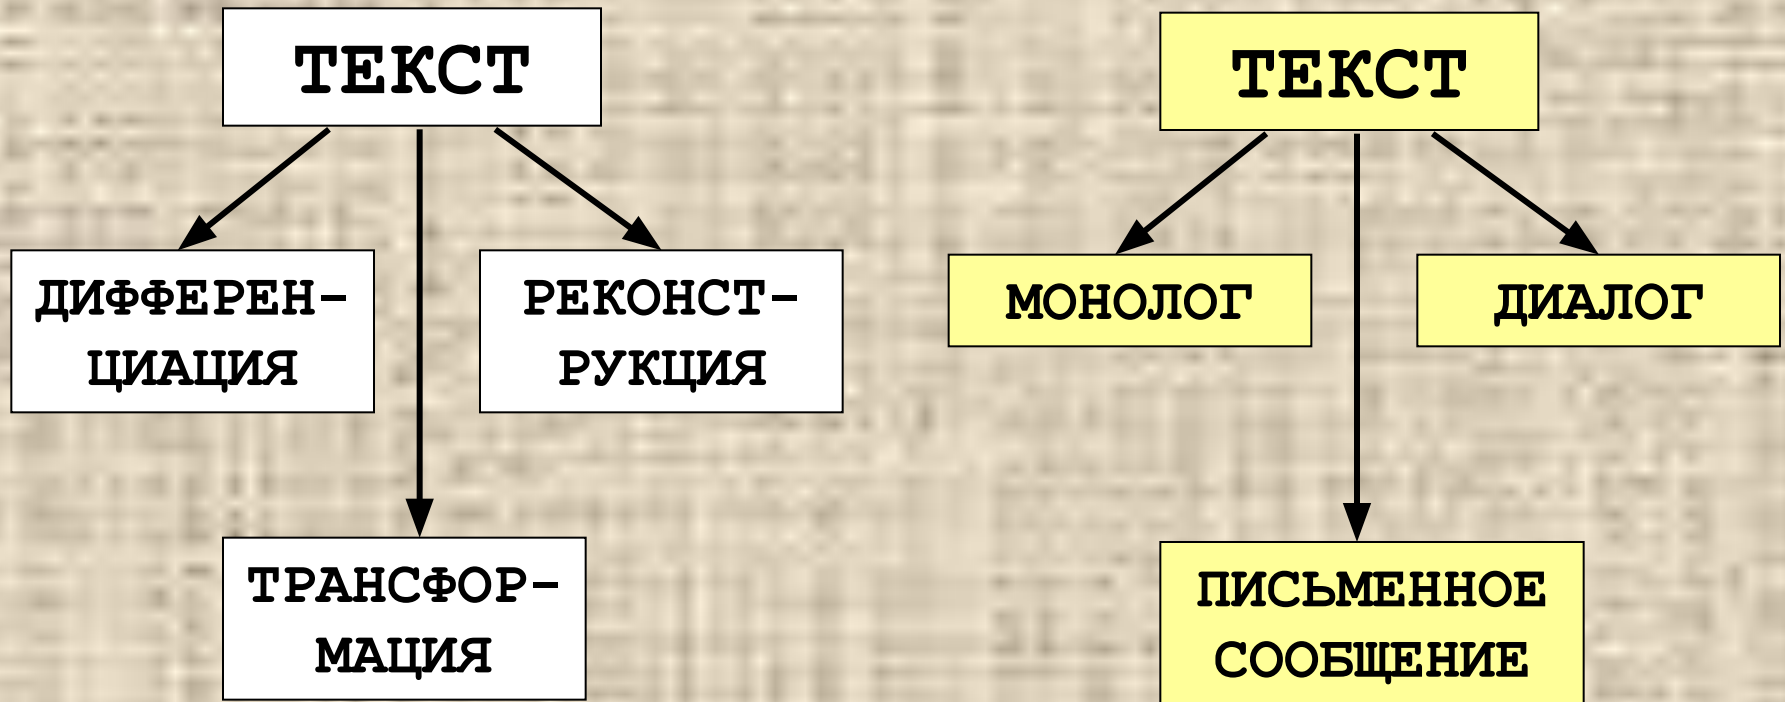 ТЕКСТ
ДИФФЕРЕН-
ЦИАЦИЯ
РЕКОНСТ-
РУКЦИЯ
ТРАНСФОР-
МАЦИЯ
ТЕКСТ
МОНОЛОГ
ДИАЛОГ
ПИСЬМЕННОЕ
СООБЩЕНИЕ